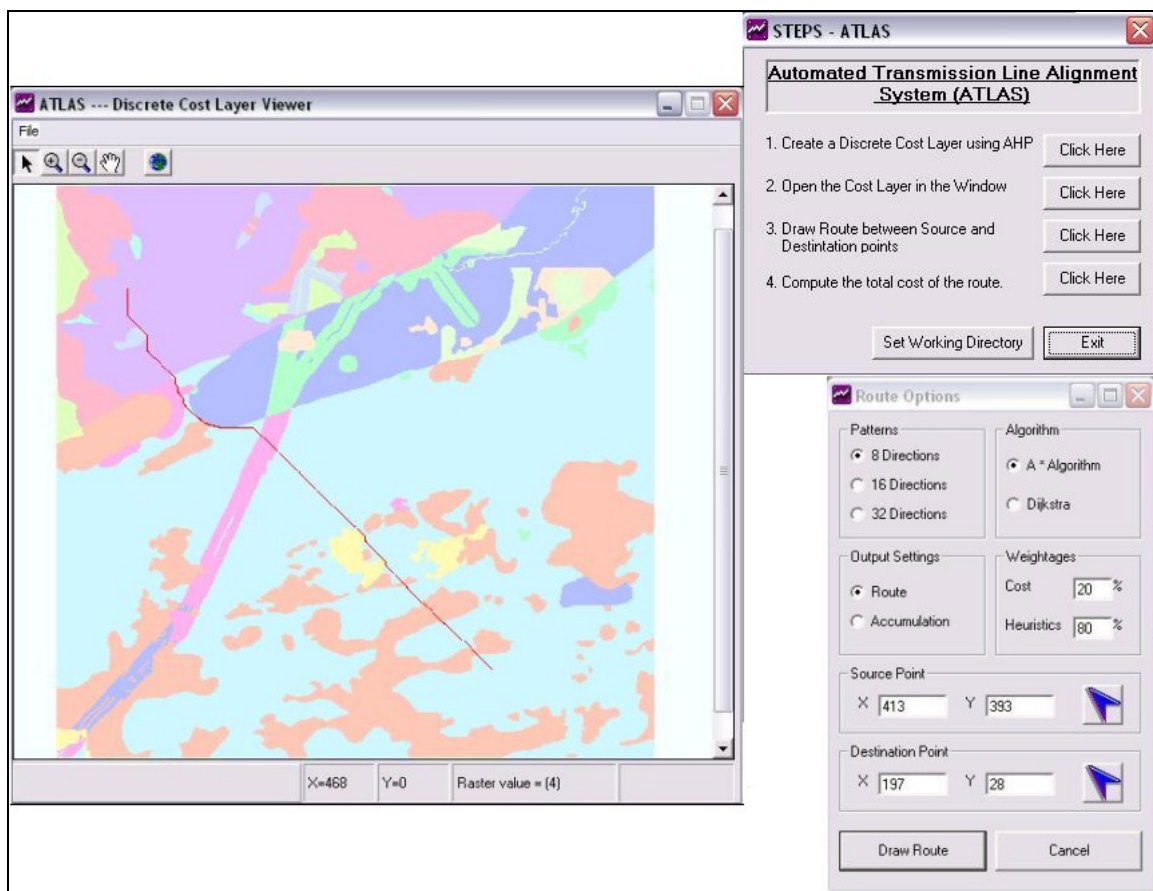 STEPS - ATLAS
Automated Transmission Line Alignment
System (ATLAS)
1. Create a Discrete Cost Layer using AHP
Click Here
2. Open the Cost Layer in the Window
Click Here
3. Draw Route between Source and
Destintation points
Click Here
4. Compute the total cost of the route.
Click Here
Set Working Directory
Exit
ATLAS --- Discrete Cost Layer Viewer
File
X=468
Y=0
Raster value = (4)
Route Options
Patterns
8 Directions
16 Directions
32 Directions
Algorithm
A * Algorithm
Dijkstra
Output Settings
Route
Accumulation
Weightages
Cost 20 %
Heuristics 80 %
Source Point
X 413 Y 393
Destination Point
X 197 Y 28
Draw Route
Cancel